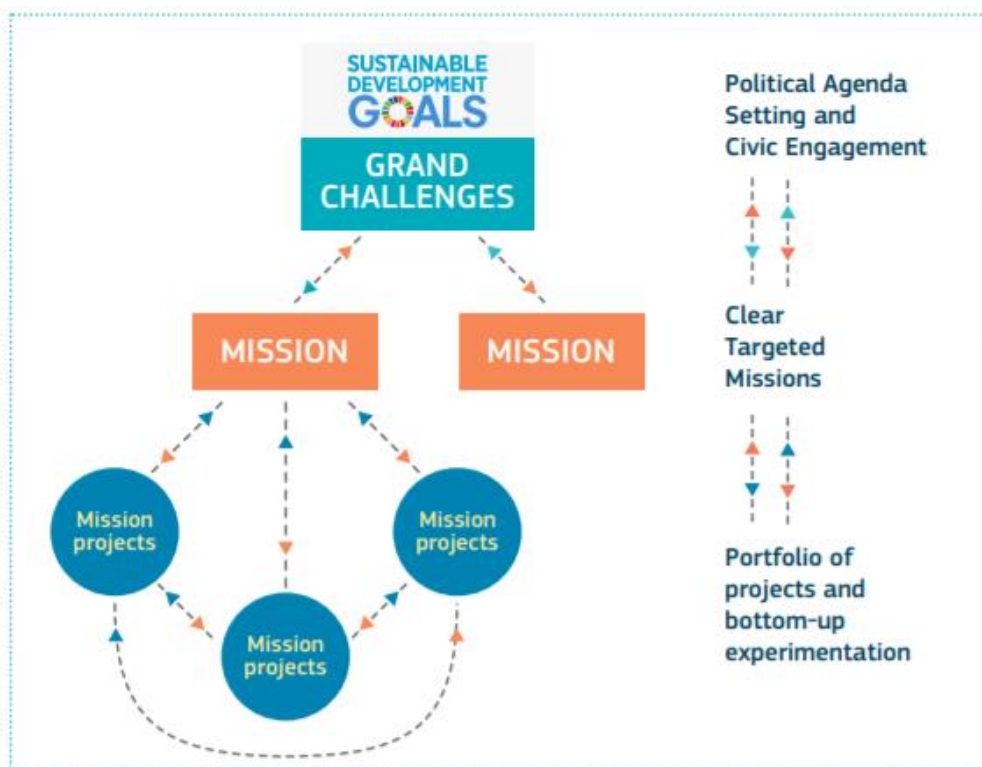 SUSTAINABLE
DEVELOPMENT
GOALS
GRAND
CHALLENGES
MISSION
MISSION
Mission
projects
Mission
projects
Mission
projects
Political Agenda
Setting and
Civic Engagement
Clear
Targeted
Missions
Portfolio of
projects and
bottom-up
experimentation